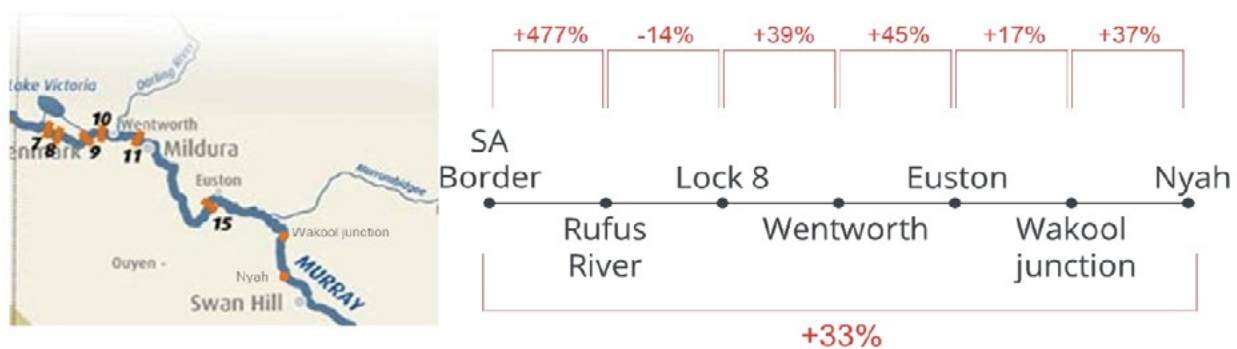 Darling River
Lake Victoria
10
Wentworth
7
8
9
11
Mildura
enmark
Euston
Murrumbidgee
15
Wakool junction
Ouyen -
Nyah
MURRAY
Swan Hill
+477%
-14%
+39%
+45%
+17%
+37%
SA
Border
Lock 8
Euston
Nyah
Rufus
River
Wentworth
Wakool
junction
+33%